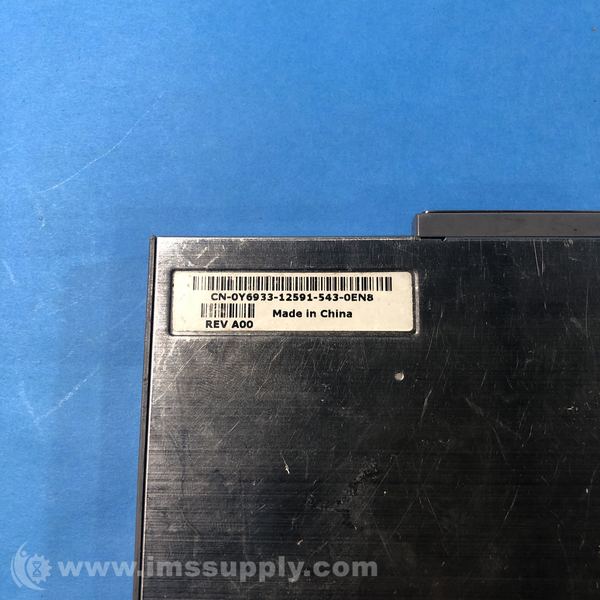 CN-0Y6933-12591-543-0EN8
Made in China
REV A00
www.imssupply.com